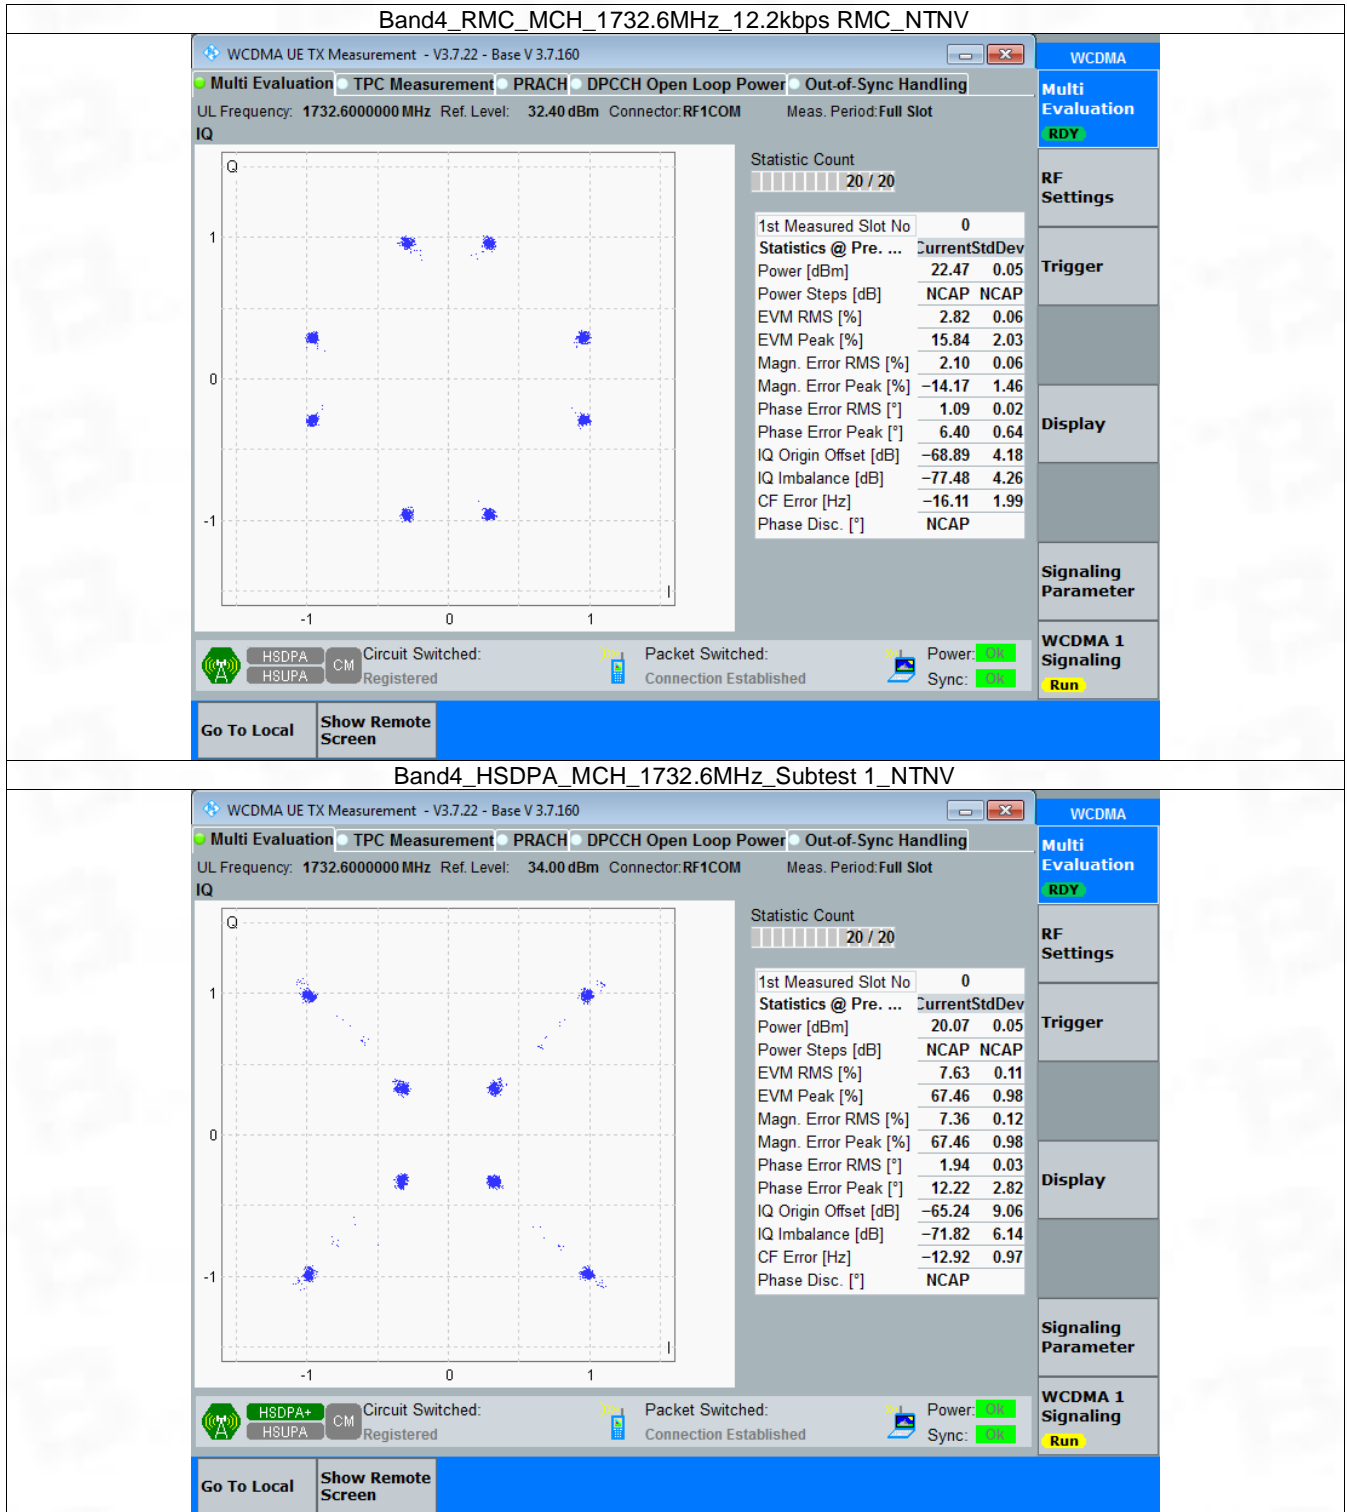 Band4_RMC_MCH_1732.6MHz_12.2kbps RMC_NTNV
WCDMA UE TX Measurement - V3.7.22 - Base V 3.7.160
WCDMA
Multi Evaluation TPC Measurement PRACH DPCCH Open Loop Power Out-of-Sync Handling
Multi Evaluation
RDY
UL Frequency: 1732.6000000 MHz Ref. Level: 32.40 dBm Connector: RF1COM Meas. Period: Full Slot
IQ
Q
1
0
-1
I
-1 0 1
Statistic Count
20 / 20
1st Measured Slot No 0
Statistics @ Pre. ... Current StdDev
Power [dBm] 22.47 0.05
Power Steps [dB] NCAP NCAP
EVM RMS [%] 2.82 0.06
EVM Peak [%] 15.84 2.03
Magn. Error RMS [%] 2.10 0.06
Magn. Error Peak [%] −14.17 1.46
Phase Error RMS [°] 1.09 0.02
Phase Error Peak [°] 6.40 0.64
IQ Origin Offset [dB] −68.89 4.18
IQ Imbalance [dB] −77.48 4.26
CF Error [Hz] −16.11 1.99
Phase Disc. [°] NCAP
RF Settings
Trigger
Display
Signaling Parameter
WCDMA 1 Signaling
Run
HSDPA
HSUPA
CM
Circuit Switched:
Registered
Packet Switched:
Connection Established
Power: Ok
Sync: Ok
Go To Local
Show Remote Screen
Band4_HSDPA_MCH_1732.6MHz_Subtest 1_NTNV
WCDMA UE TX Measurement - V3.7.22 - Base V 3.7.160
WCDMA
Multi Evaluation TPC Measurement PRACH DPCCH Open Loop Power Out-of-Sync Handling
Multi Evaluation
RDY
UL Frequency: 1732.6000000 MHz Ref. Level: 34.00 dBm Connector: RF1COM Meas. Period: Full Slot
IQ
Q
1
0
-1
I
-1 0 1
Statistic Count
20 / 20
1st Measured Slot No 0
Statistics @ Pre. ... Current StdDev
Power [dBm] 20.07 0.05
Power Steps [dB] NCAP NCAP
EVM RMS [%] 7.63 0.11
EVM Peak [%] 67.46 0.98
Magn. Error RMS [%] 7.36 0.12
Magn. Error Peak [%] 67.46 0.98
Phase Error RMS [°] 1.94 0.03
Phase Error Peak [°] 12.22 2.82
IQ Origin Offset [dB] −65.24 9.06
IQ Imbalance [dB] −71.82 6.14
CF Error [Hz] −12.92 0.97
Phase Disc. [°] NCAP
RF Settings
Trigger
Display
Signaling Parameter
WCDMA 1 Signaling
Run
HSDPA+
HSUPA
CM
Circuit Switched:
Registered
Packet Switched:
Connection Established
Power: Ok
Sync: Ok
Go To Local
Show Remote Screen